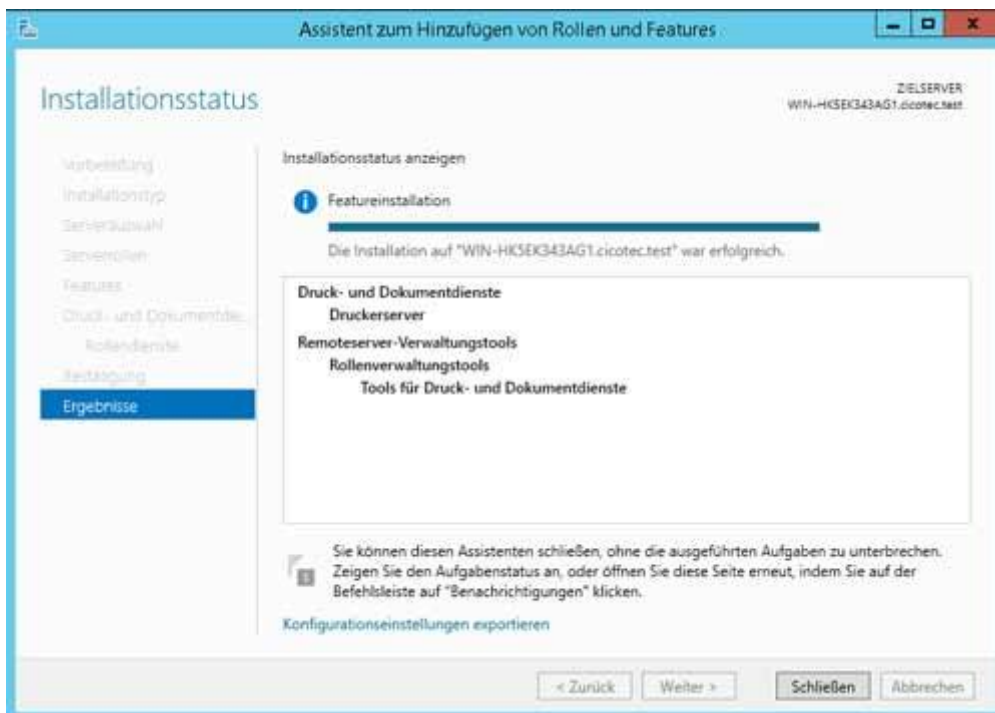 Assistent zum Hinzufügen von Rollen und Features
Installationsstatus
ZIELSERVER
WIN-HK5EK343AG1.cicotec.test
Vorbereitung
Installationstyp
Serverauswahl
Serverrollen
Features
Druck- und Dokumentdie...
Rollendienste
Bestätigung
Ergebnisse
Installationsstatus anzeigen
Featureinstallation
Die Installation auf "WIN-HK5EK343AG1.cicotec.test" war erfolgreich.
Druck- und Dokumentdienste
Druckerserver
Remoteserver-Verwaltungstools
Rollenverwaltungstools
Tools für Druck- und Dokumentdienste
Sie können diesen Assistenten schließen, ohne die ausgeführten Aufgaben zu unterbrechen.
Zeigen Sie den Aufgabenstatus an, oder öffnen Sie diese Seite erneut, indem Sie auf der
Befehlsleiste auf "Benachrichtigungen" klicken.
Konfigurationseinstellungen exportieren
< Zurück
Weiter >
Schließen
Abbrechen